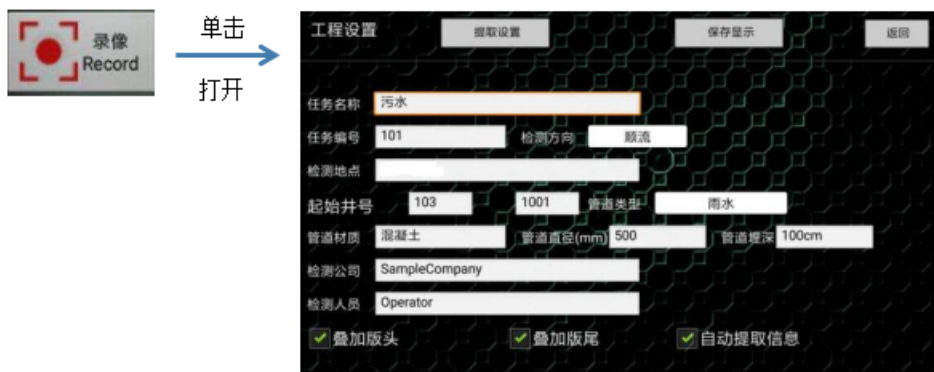 录像
Record
单击
打开
工程设置 提取设置 保存显示 返回
任务名称 污水
任务编号 101 检测方向 顺流
检测地点
起始井号 103 1001 管道类型 雨水
管道材质 混凝土 管道直径(mm) 500 管道埋深 100cm
检测公司 SampleCompany
检测人员 Operator
叠加版头 叠加版尾 自动提取信息